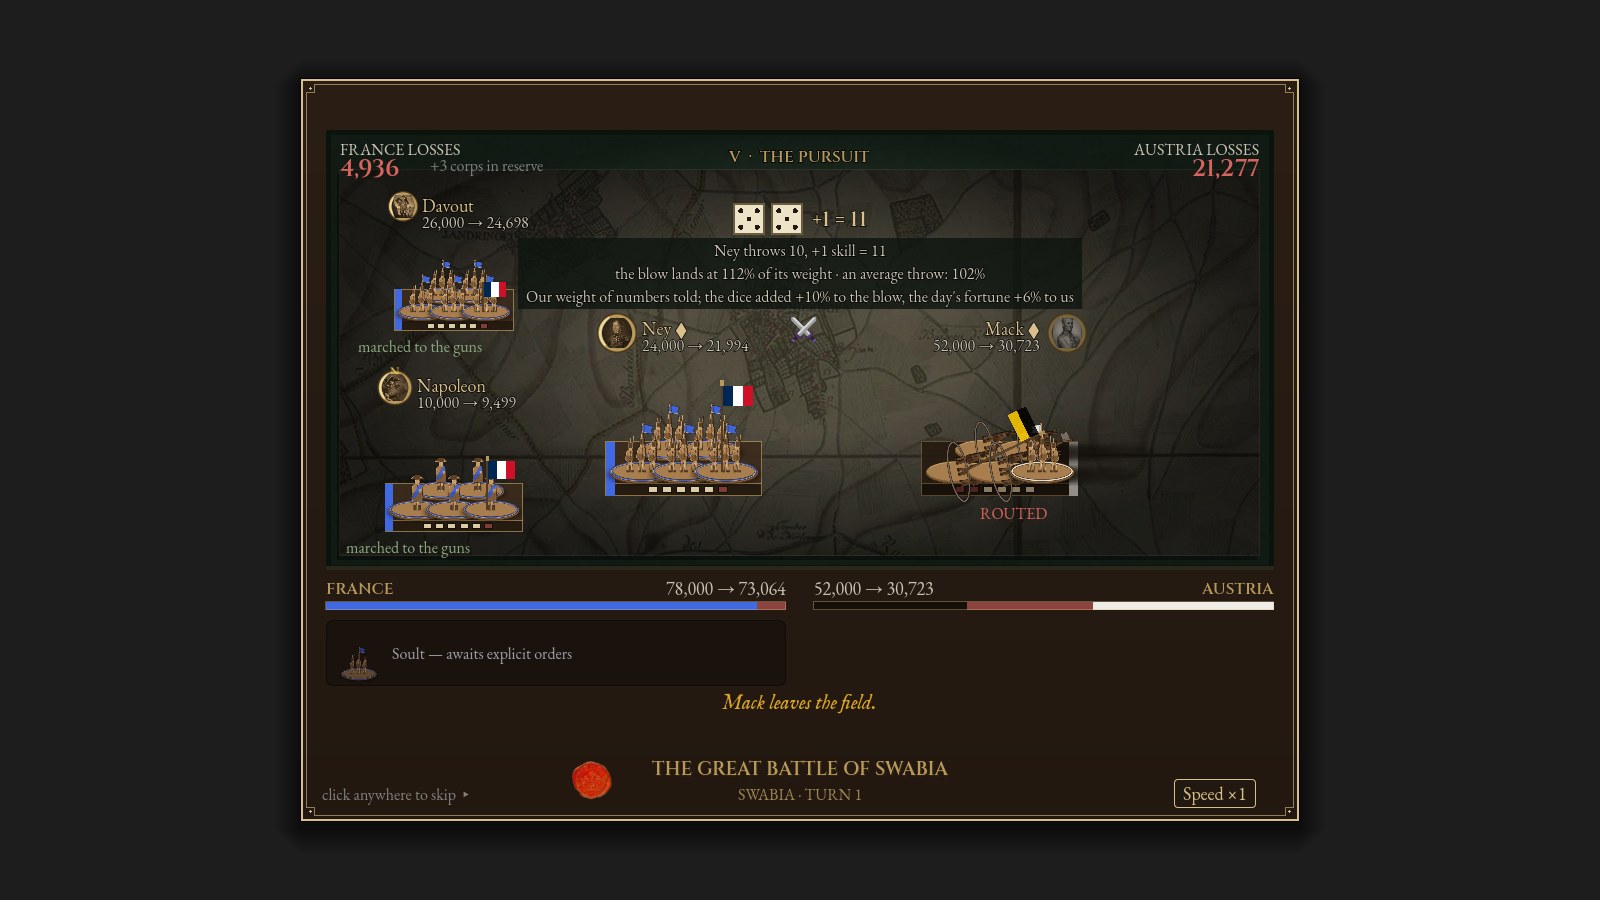 FRANCE LOSSES
4,936
+3 corps in reserve
V · THE PURSUIT
AUSTRIA LOSSES
21,277
Davout
26,000 → 24,698
+1 = 11
Ney throws 10, +1 skill = 11
the blow lands at 112% of its weight · an average throw: 102%
Our weight of numbers told; the dice added +10% to the blow, the day's fortune +6% to us
marched to the guns
Ney
24,000 → 21,994
Mack
52,000 → 30,723
N
Napoleon
10,000 → 9,499
marched to the guns
ROUTED
FRANCE
78,000 → 73,064
52,000 → 30,723
AUSTRIA
Soult — awaits explicit orders
Mack leaves the field.
THE GREAT BATTLE OF SWABIA
SWABIA · TURN 1
click anywhere to skip ▸
Speed ×1